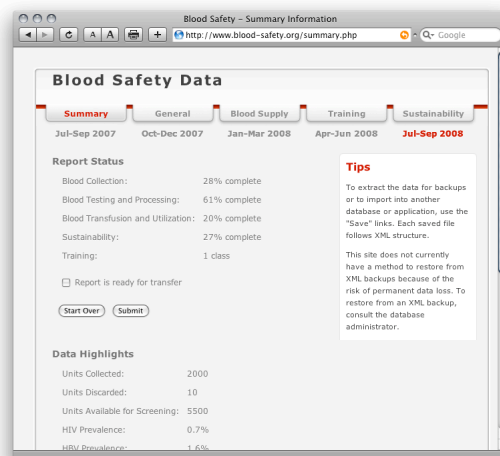 Blood Safety – Summary Information
A A
http://www.blood-safety.org/summary.php
Google
Blood Safety Data
Summary General Blood Supply Training Sustainability
Jul-Sep 2007 Oct-Dec 2007 Jan-Mar 2008 Apr-Jun 2008 Jul-Sep 2008
Report Status
Blood Collection: 28% complete
Blood Testing and Processing: 61% complete
Blood Transfusion and Utilization: 20% complete
Sustainability: 27% complete
Training: 1 class
Report is ready for transfer
Start Over Submit
Tips
To extract the data for backups
or to import into another
database or application, use the
"Save" links. Each saved file
follows XML structure.
This site does not currently
have a method to restore from
XML backups because of the
risk of permanent data loss. To
restore from an XML backup,
consult the database
administrator.
Data Highlights
Units Collected: 2000
Units Discarded: 10
Units Available for Screening: 5500
HIV Prevalence: 0.7%
HBV Prevalence: 1.6%